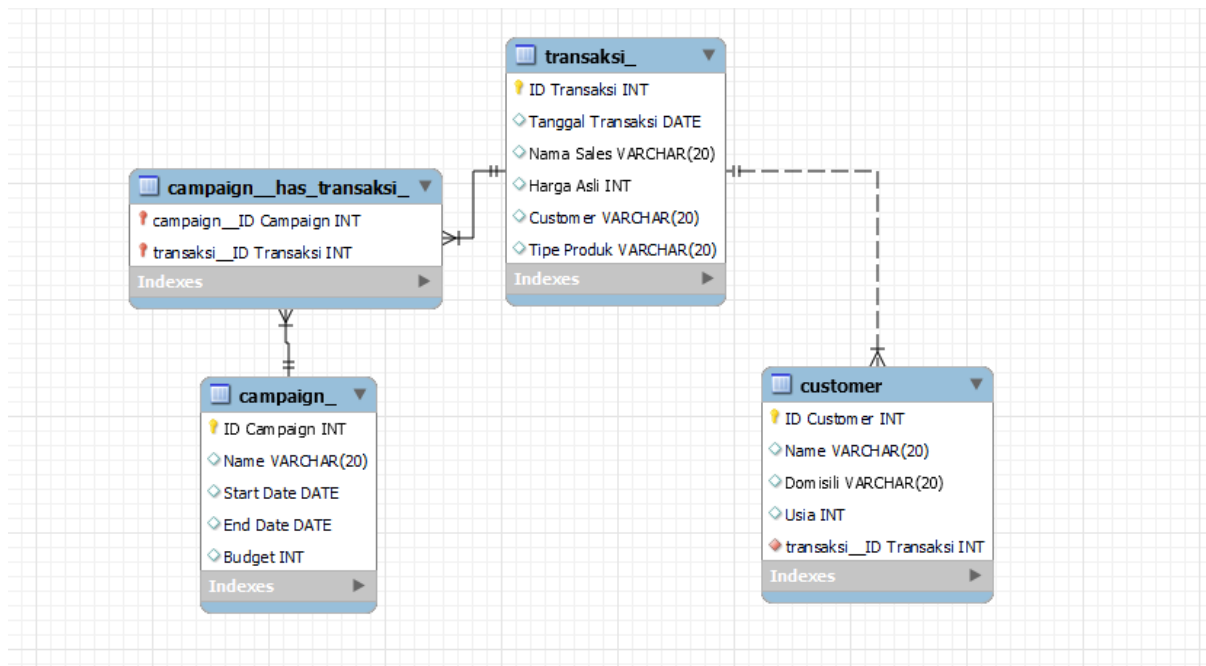 transaksi_
ID Transaksi INT
Tanggal Transaksi DATE
Nama Sales VARCHAR(20)
Harga Asli INT
Customer VARCHAR(20)
Tipe Produk VARCHAR(20)
Indexes
campaign__has_transaksi_
campaign__ID Campaign INT
transaksi__ID Transaksi INT
Indexes
campaign_
ID Campaign INT
Name VARCHAR(20)
Start Date DATE
End Date DATE
Budget INT
Indexes
customer
ID Customer INT
Name VARCHAR(20)
Domisili VARCHAR(20)
Usia INT
transaksi__ID Transaksi INT
Indexes